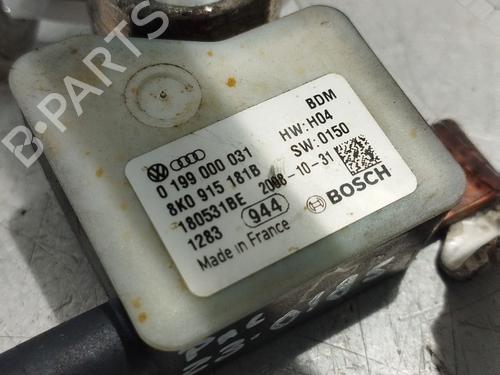 B-PARTS
BDM
HW:H04
SW:0150
0 199 000 031
8K0 915 181B
180531BE 2008-10-31
1283 944 BOSCH
Made in France